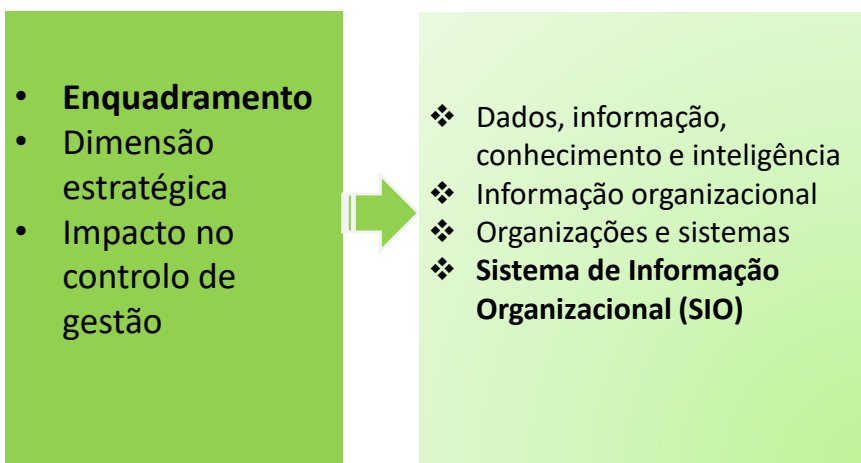 • Enquadramento
• Dimensão
estratégica
• Impacto no
controlo de
gestão
❖ Dados, informação,
conhecimento e inteligência
❖ Informação organizacional
❖ Organizações e sistemas
❖ Sistema de Informação
Organizacional (SIO)